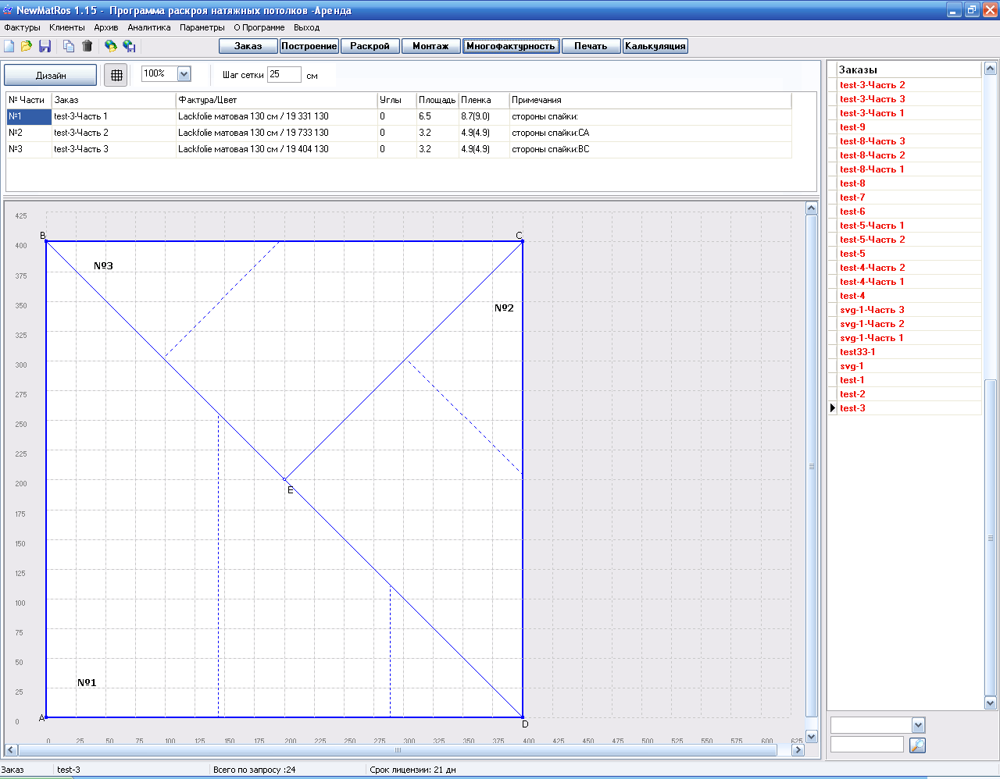 NewMatRos 1.15 - Программа раскроя натяжных потолков -Аренда
Фактуры Клиенты Архив Аналитика Параметры О Программе Выход
Заказ Построение Раскрой Монтаж Многофактурность Печать Калькуляция
Дизайн 100% Шаг сетки 25 см
№ Части Заказ Фактура/Цвет Углы Площадь Пленка Примечания
№1 test-3-Часть 1 Lackfolie матовая 130 см / 19 331 130 0 6.5 8.7(9.0) стороны спайки:
№2 test-3-Часть 2 Lackfolie матовая 130 см / 19 733 130 0 3.2 4.9(4.9) стороны спайки:CA
№3 test-3-Часть 3 Lackfolie матовая 130 см / 19 404 130 0 3.2 4.9(4.9) стороны спайки:BC
425
B C
400
№3
375
№2
350
325
300
275
250
225
200
E
175
150
125
100
75
50
№1
25
A
0
D
0 25 50 75 100 125 150 175 200 225 250 275 300 325 350 375 400 425 450 475 500 525 550 575 600 625
Заказы
test-3-Часть 2
test-3-Часть 3
test-3-Часть 1
test-9
test-8-Часть 3
test-8-Часть 2
test-8-Часть 1
test-8
test-7
test-6
test-5-Часть 1
test-5-Часть 2
test-5
test-4-Часть 2
test-4-Часть 1
test-4
svg-1-Часть 3
svg-1-Часть 2
svg-1-Часть 1
test33-1
svg-1
test-1
test-2
test-3
Заказ test-3 Всего по запросу :24 Срок лицензии: 21 дн